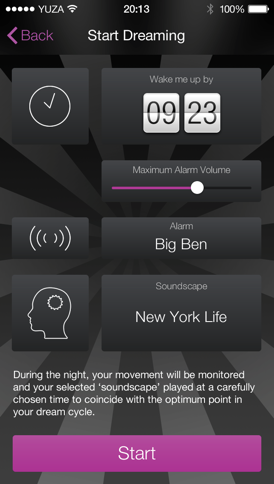 YUZA 20:13 100%
Back Start Dreaming
Wake me up by
09 23
Maximum Alarm Volume
Alarm
Big Ben
Soundscape
New York Life
During the night, your movement will be monitored
and your selected ‘soundscape’ played at a carefully
chosen time to coincide with the optimum point in
your dream cycle.
Start